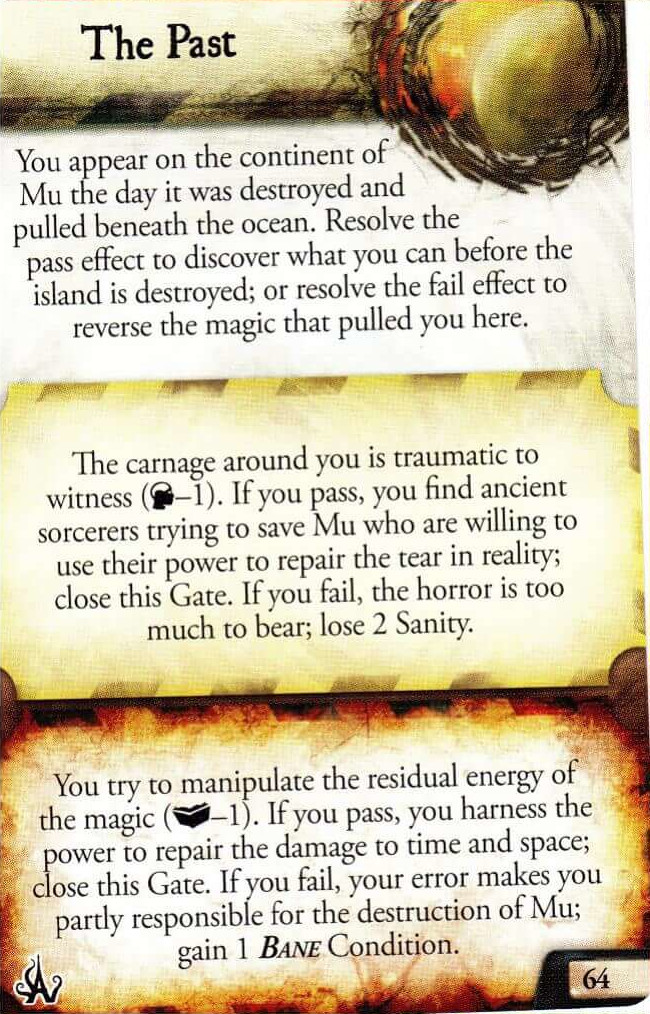 The Past
You appear on the continent of
Mu the day it was destroyed and
pulled beneath the ocean. Resolve the
pass effect to discover what you can before the
island is destroyed; or resolve the fail effect to
reverse the magic that pulled you here.
The carnage around you is traumatic to
witness (–1). If you pass, you find ancient
sorcerers trying to save Mu who are willing to
use their power to repair the tear in reality;
close this Gate. If you fail, the horror is too
much to bear; lose 2 Sanity.
You try to manipulate the residual energy of
the magic (–1). If you pass, you harness the
power to repair the damage to time and space;
close this Gate. If you fail, your error makes you
partly responsible for the destruction of Mu;
gain 1 BANE Condition.
64